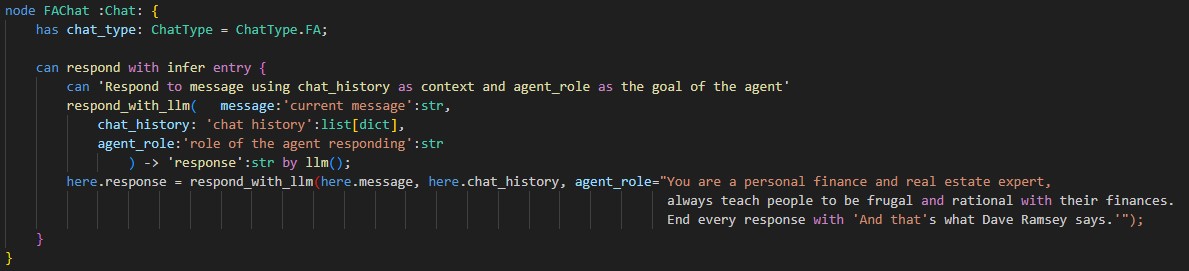 node FAChat :Chat: {
    has chat_type: ChatType = ChatType.FA;

    can respond with infer entry {
        can 'Respond to message using chat_history as context and agent_role as the goal of the agent'
        respond_with_llm(   message:'current message':str,
            chat_history: 'chat history':list[dict],
            agent_role:'role of the agent responding':str
                ) -> 'response':str by llm();
        here.response = respond_with_llm(here.message, here.chat_history, agent_role="You are a personal finance and real estate expert,
                                                                                      always teach people to be frugal and rational with their finances.
                                                                                      End every response with 'And that's what Dave Ramsey says.'");
    }
}